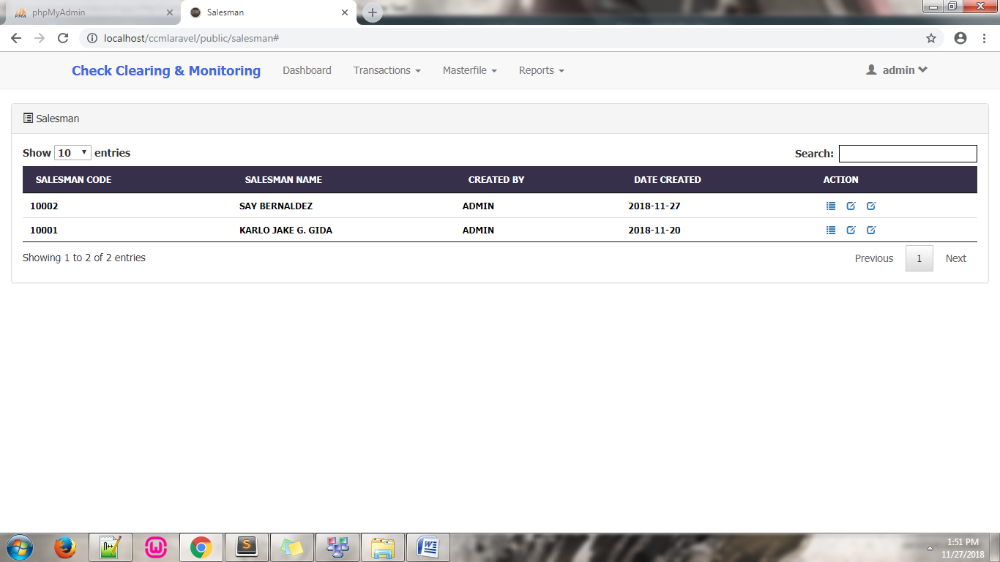 phpMyAdmin
Salesman
localhost/ccmlaravel/public/salesman#
Check Clearing & Monitoring Dashboard Transactions Masterfile Reports admin
Salesman
Show 10 entries Search:
SALESMAN CODE SALESMAN NAME CREATED BY DATE CREATED ACTION
10002 SAY BERNALDEZ ADMIN 2018-11-27
10001 KARLO JAKE G. GIDA ADMIN 2018-11-20
Showing 1 to 2 of 2 entries Previous 1 Next
1:51 PM
11/27/2018